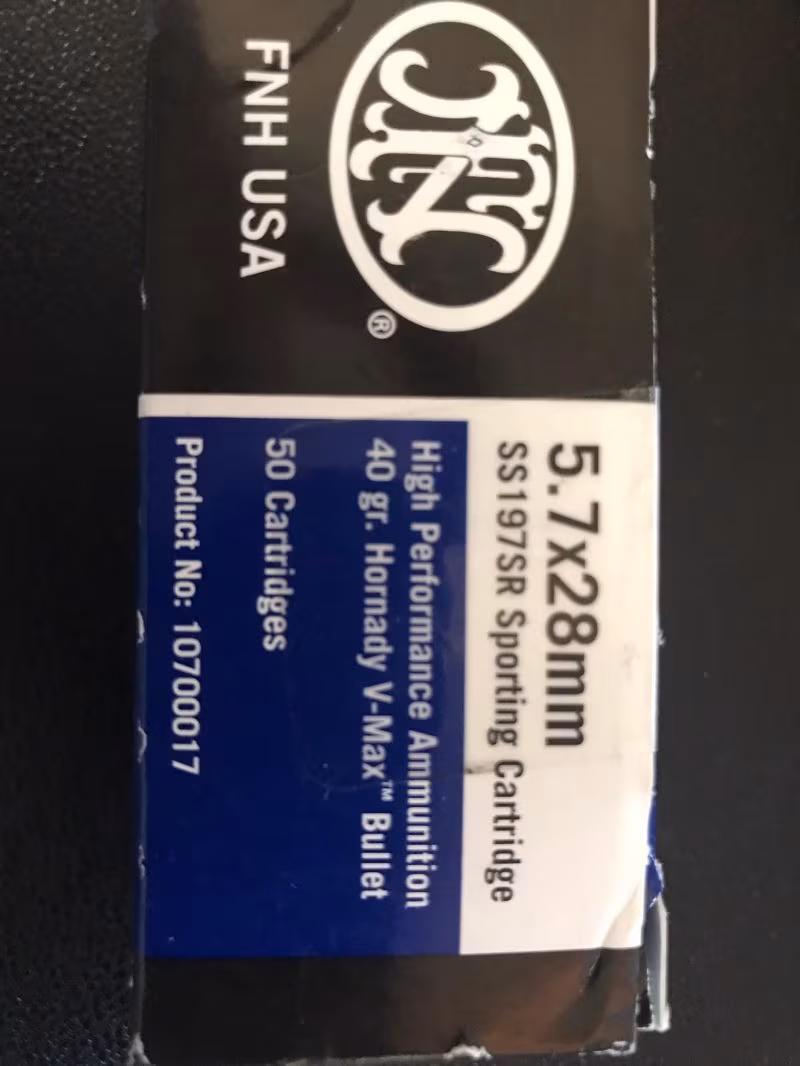 FN
®
FNH USA
5.7x28mm
SS197SR Sporting Cartridge
High Performance Ammunition
40 gr. Hornady V-Max™ Bullet
50 Cartridges
Product No: 10700017